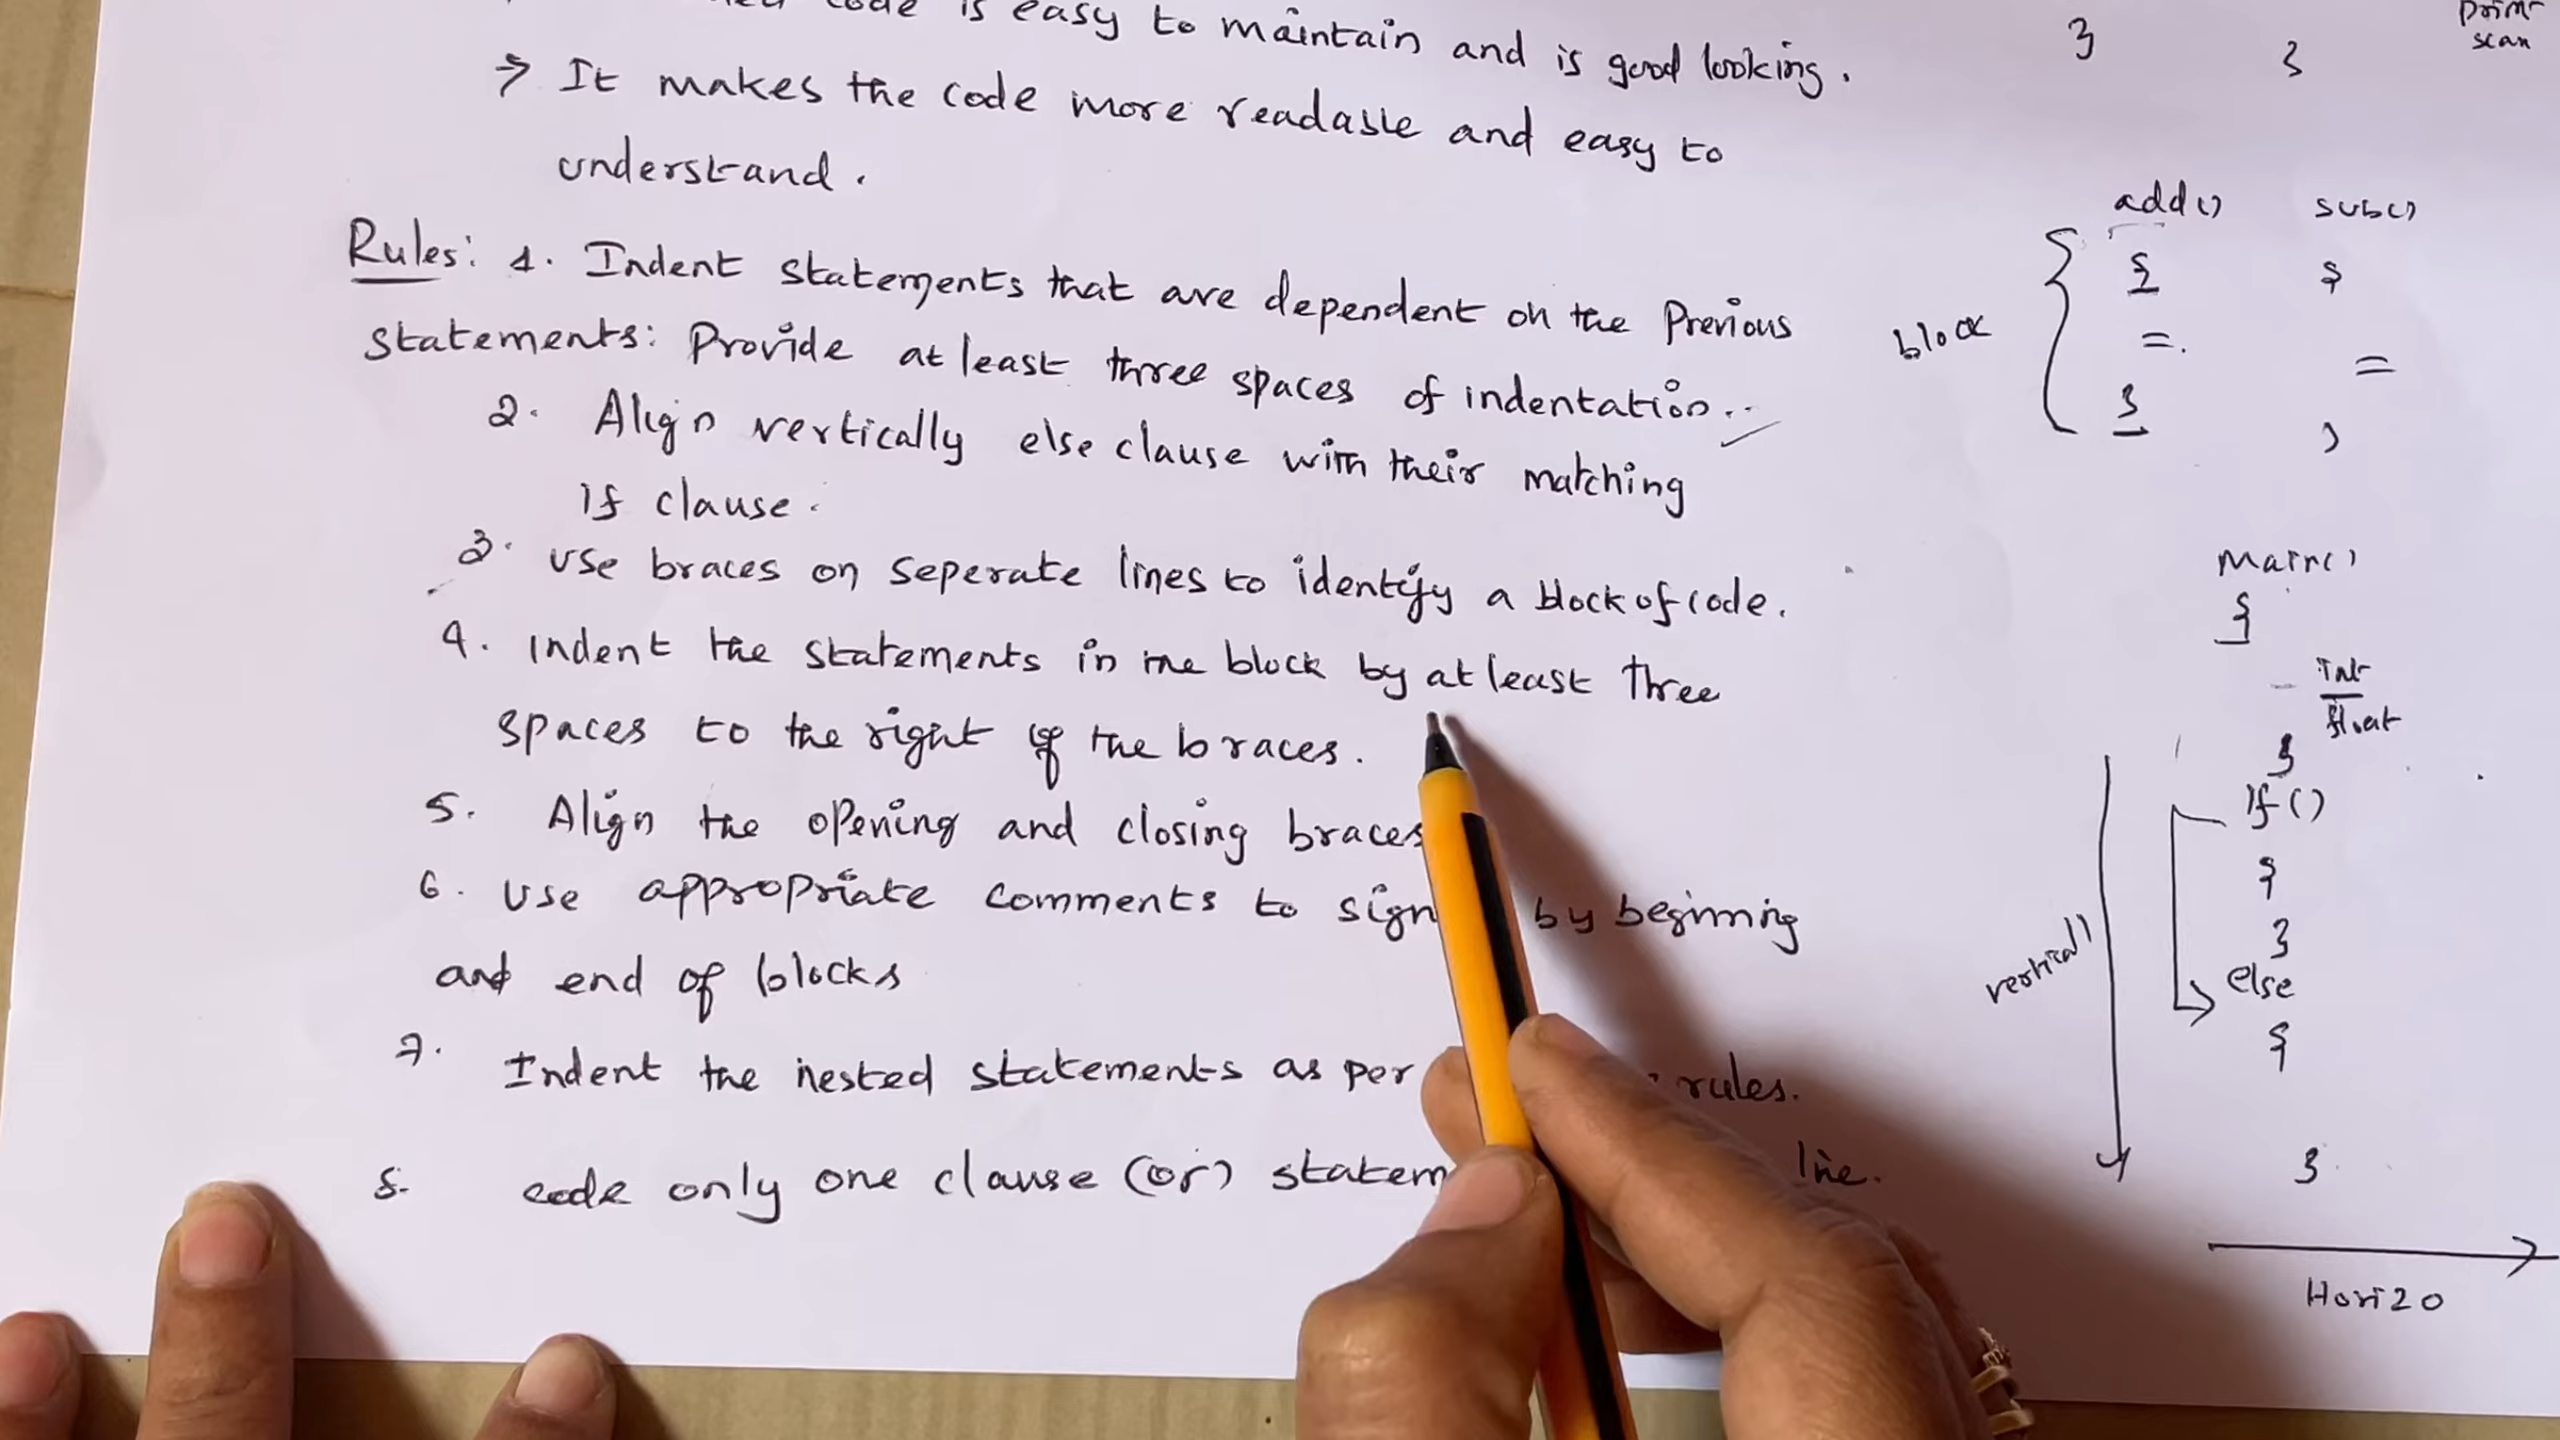 code is easy to maintain and is good looking.
→ It makes the code more readable and easy to
understand.
Rules: 1. Indent statements that are dependent on the Previous
statements: Provide at least three spaces of indentation.
2. Align vertically else clause with their matching
if clause.
3. use braces on seperate lines to identify a block of code.
4. indent the statements in the block by at least three
spaces to the right of the braces.
5. Align the opening and closing braces
6. use appropriate comments to sign by beginning
and end of blocks
7. Indent the nested statements as per rules.
8. code only one clause (or) statem line.
}
}
scan
add() sub()
{ {
block
= =
} }
main()
{
int
float
}
if()
{
}
else
{
}
vertical
Horizo